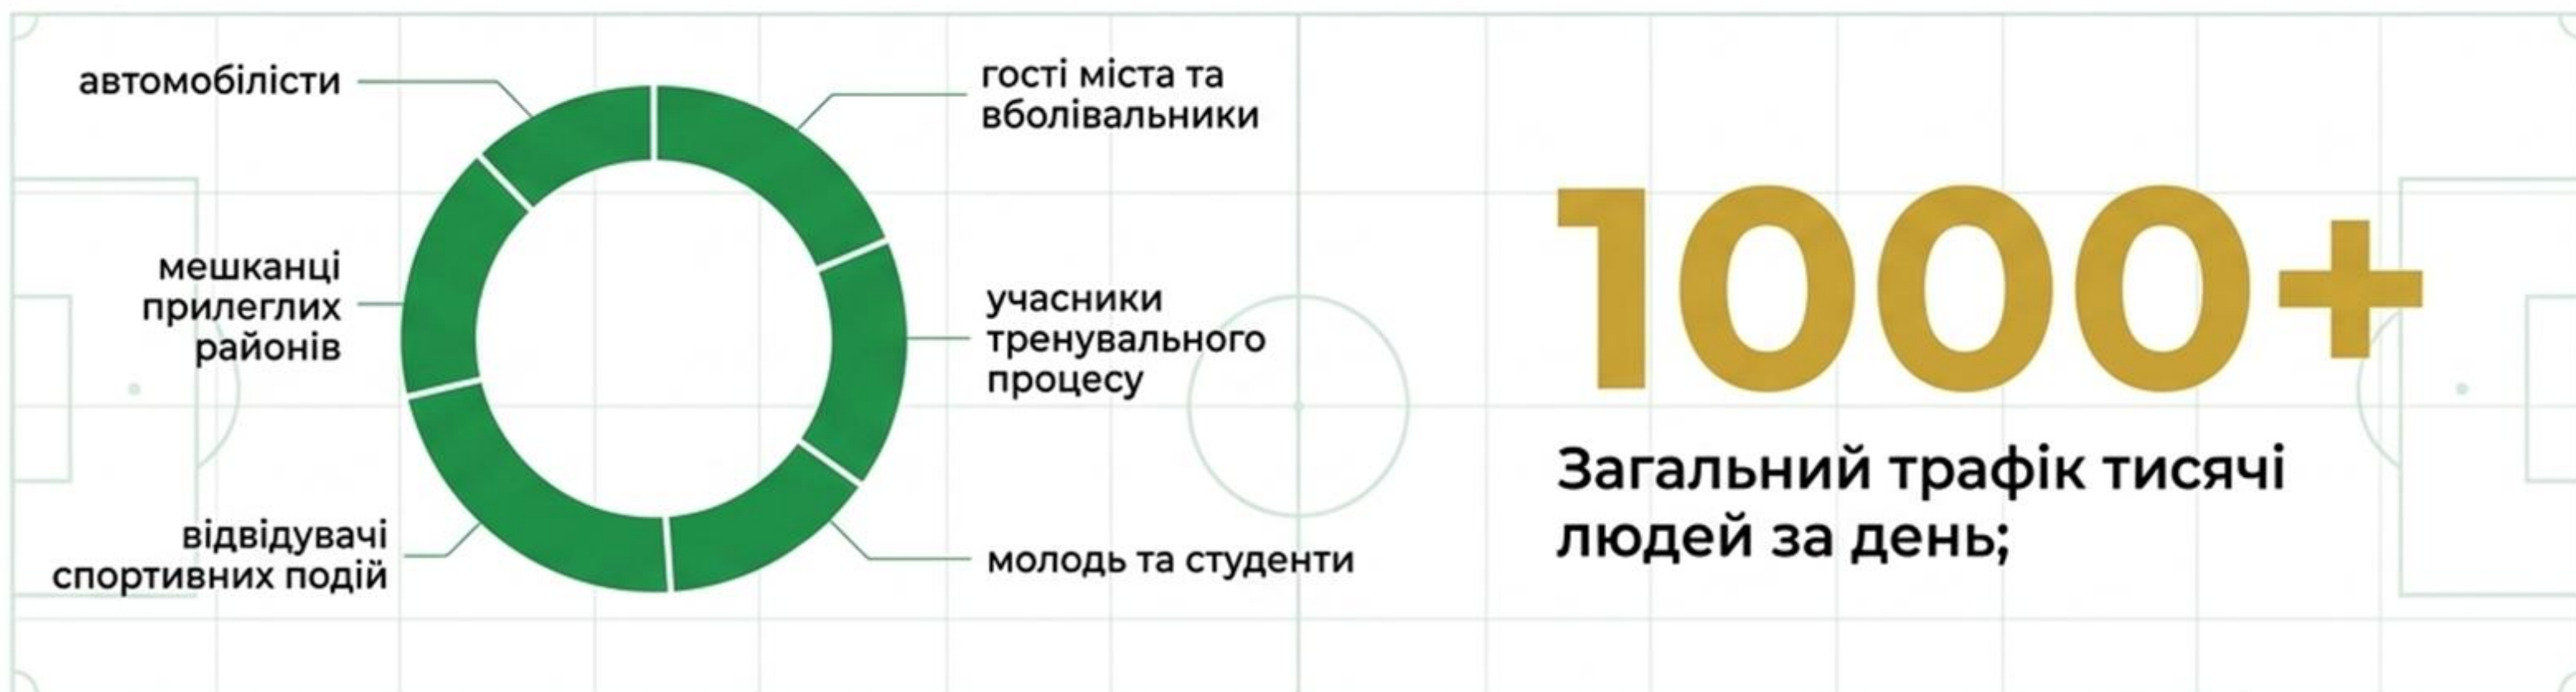 автомобілісти
гості міста та
вболівальники
мешканці
прилеглих
районів
учасники
тренувального
процесу
відвідувачі
спортивних подій
молодь та студенти
1000+
Загальний трафік тисячі
людей за день;